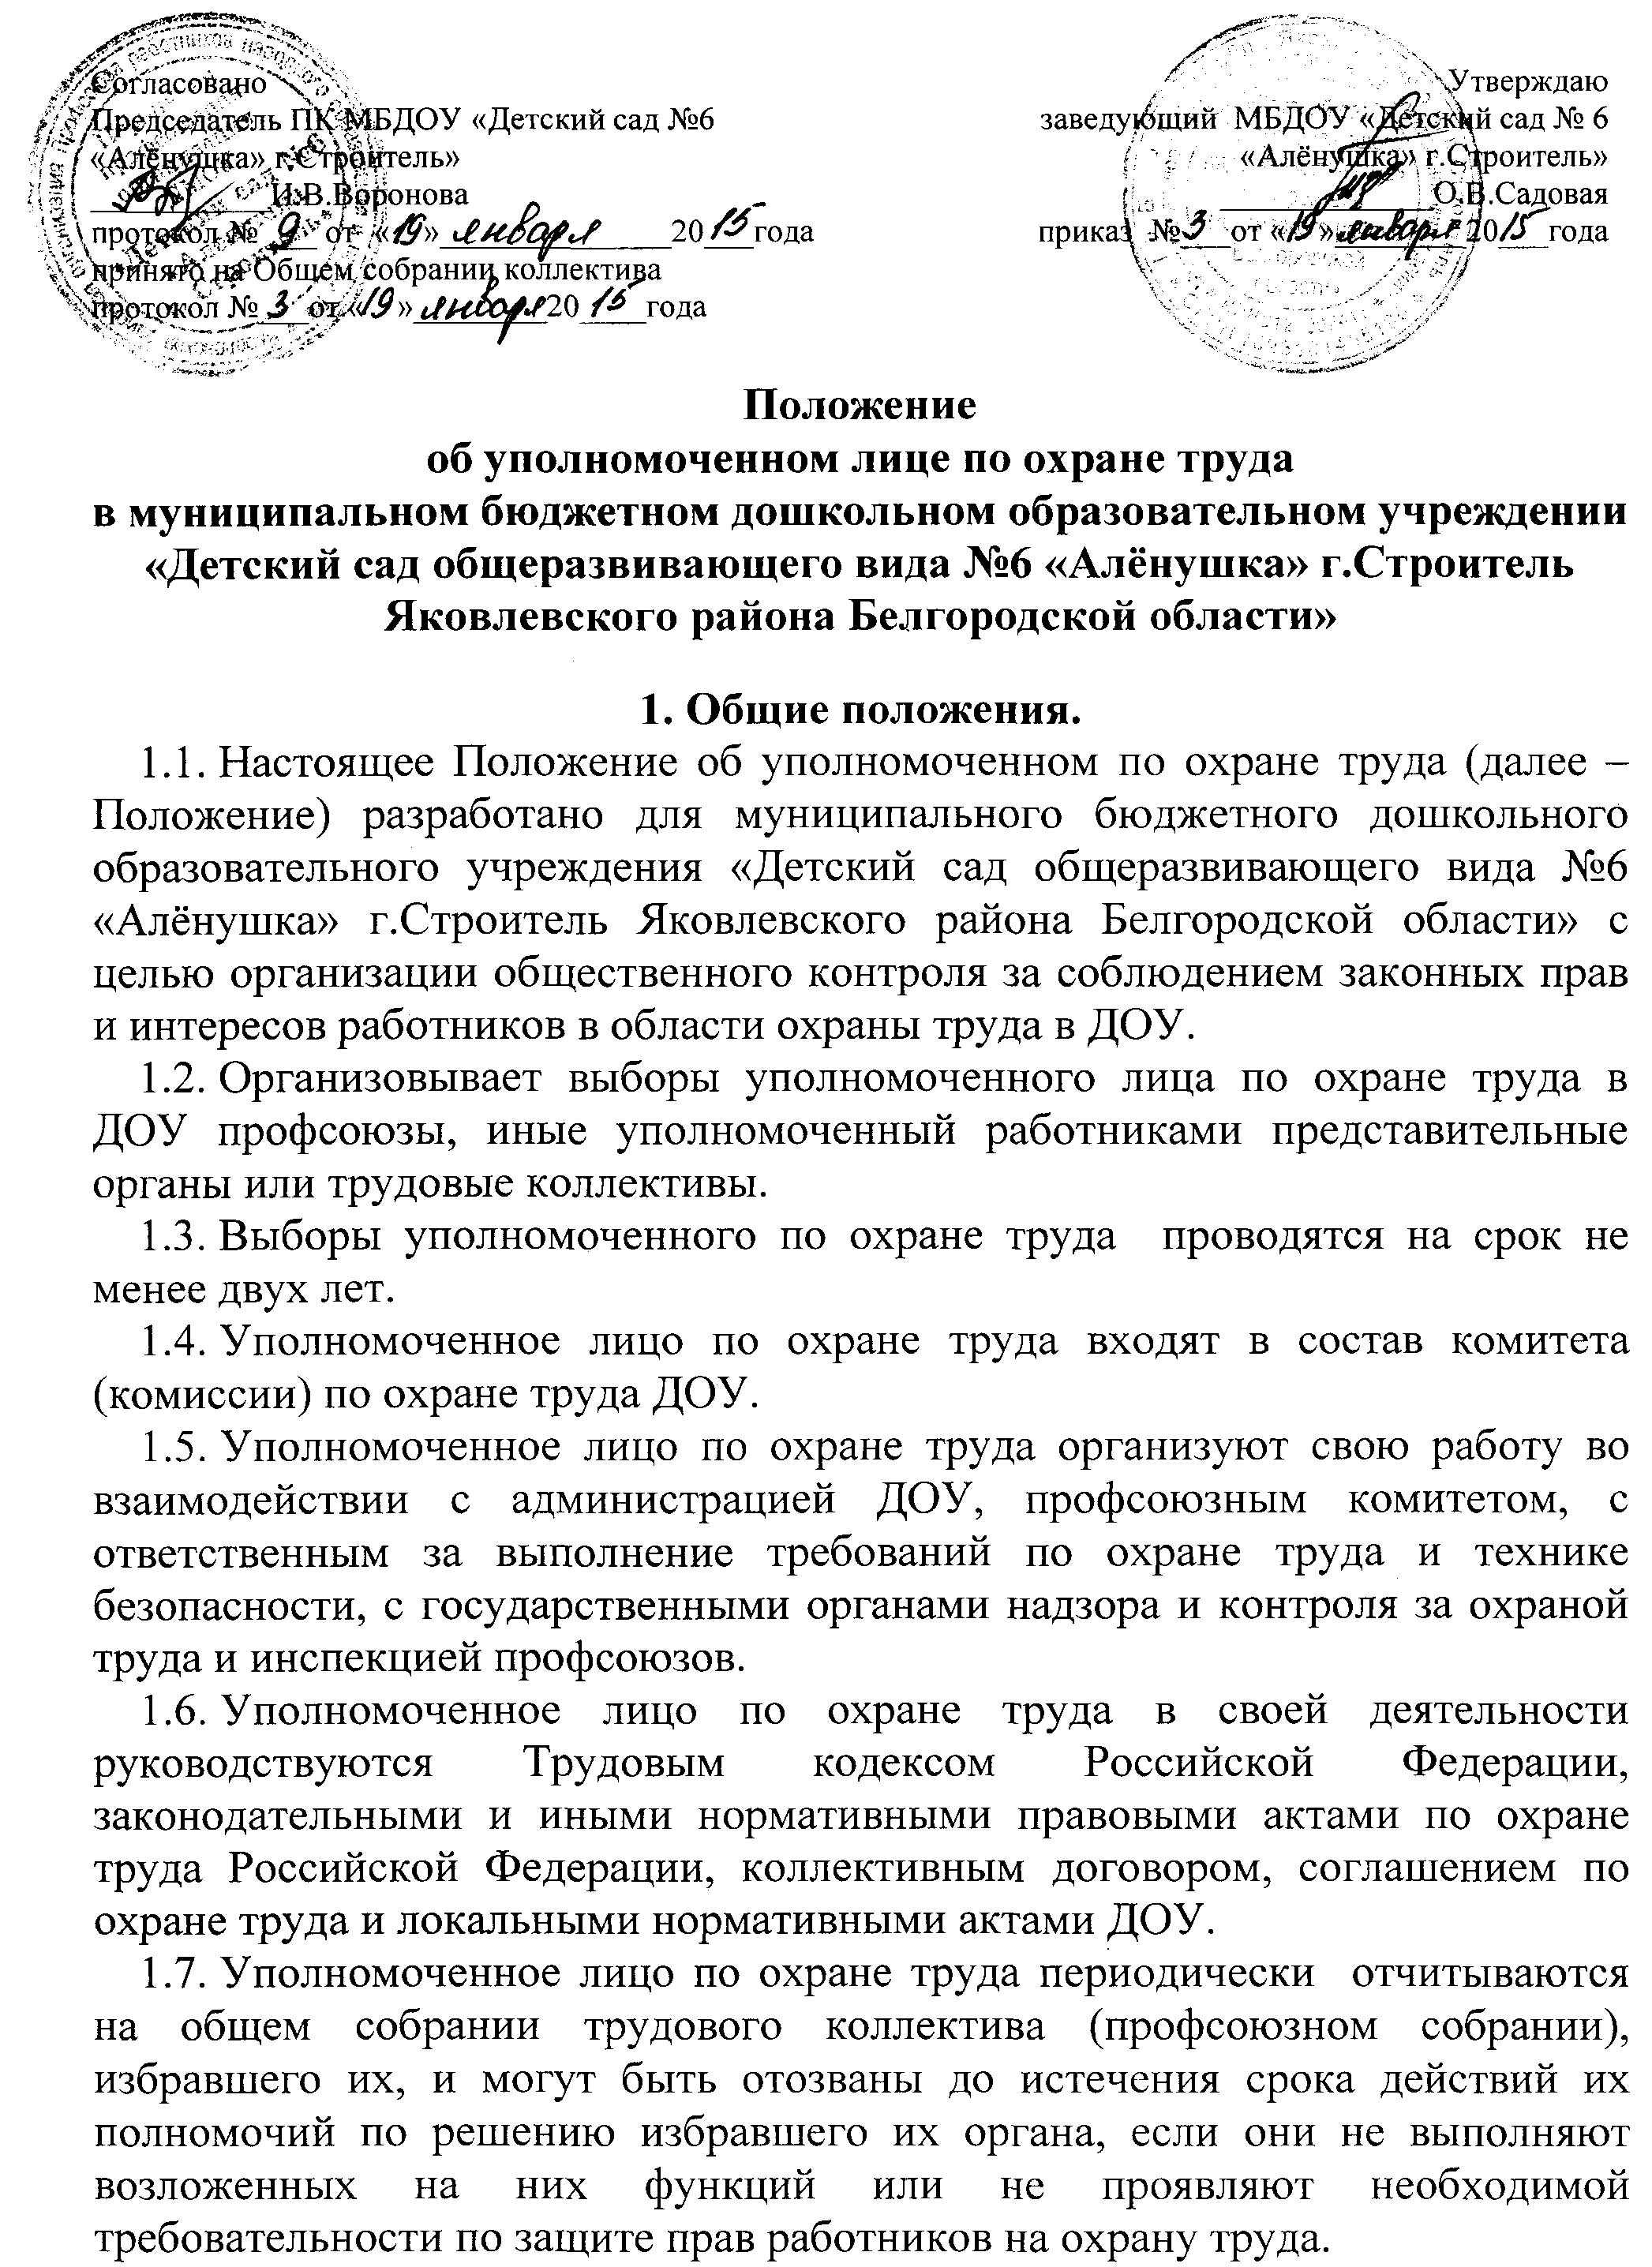 Согласовано
Председатель ПК МБДОУ «Детский сад №6
«Алёнушка» г.Строитель»
И.В.Воронова
протокол № 9 от «19» января 2015 года
принято на Общем собрании коллектива
протокол № 3 от «19» января 2015 года
Утверждаю
заведующий МБДОУ «Детский сад № 6
«Алёнушка» г.Строитель»
О.В.Садовая
приказ №3 от «19» января 2015 года
Положение
об уполномоченном лице по охране труда
в муниципальном бюджетном дошкольном образовательном учреждении
«Детский сад общеразвивающего вида №6 «Алёнушка» г.Строитель
Яковлевского района Белгородской области»
1. Общие положения.
1.1. Настоящее Положение об уполномоченном по охране труда (далее –
Положение) разработано для муниципального бюджетного дошкольного
образовательного учреждения «Детский сад общеразвивающего вида №6
«Алёнушка» г.Строитель Яковлевского района Белгородской области» с
целью организации общественного контроля за соблюдением законных прав
и интересов работников в области охраны труда в ДОУ.
1.2. Организовывает выборы уполномоченного лица по охране труда в
ДОУ профсоюзы, иные уполномоченный работниками представительные
органы или трудовые коллективы.
1.3. Выборы уполномоченного по охране труда проводятся на срок не
менее двух лет.
1.4. Уполномоченное лицо по охране труда входят в состав комитета
(комиссии) по охране труда ДОУ.
1.5. Уполномоченное лицо по охране труда организуют свою работу во
взаимодействии с администрацией ДОУ, профсоюзным комитетом, с
ответственным за выполнение требований по охране труда и технике
безопасности, с государственными органами надзора и контроля за охраной
труда и инспекцией профсоюзов.
1.6. Уполномоченное лицо по охране труда в своей деятельности
руководствуются Трудовым кодексом Российской Федерации,
законодательными и иными нормативными правовыми актами по охране
труда Российской Федерации, коллективным договором, соглашением по
охране труда и локальными нормативными актами ДОУ.
1.7. Уполномоченное лицо по охране труда периодически отчитываются
на общем собрании трудового коллектива (профсоюзном собрании),
избравшего их, и могут быть отозваны до истечения срока действий их
полномочий по решению избравшего их органа, если они не выполняют
возложенных на них функций или не проявляют необходимой
требовательности по защите прав работников на охрану труда.